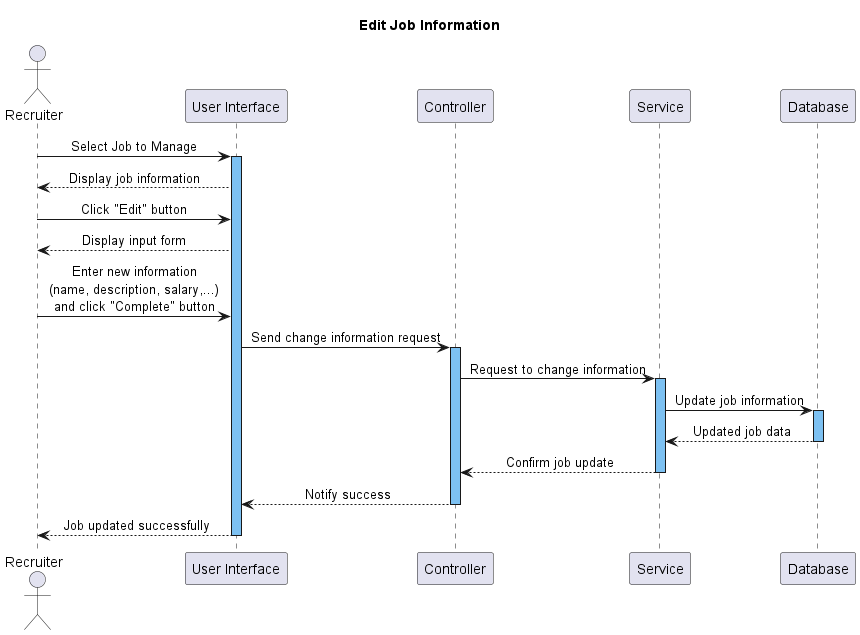 Edit Job Information
Recruiter
User Interface
Controller
Service
Database
Select Job to Manage
Display job information
Click "Edit" button
Display input form
Enter new information
(name, description, salary,...)
and click "Complete" button
Send change information request
Request to change information
Update job information
Updated job data
Confirm job update
Notify success
Job updated successfully
Recruiter
User Interface
Controller
Service
Database